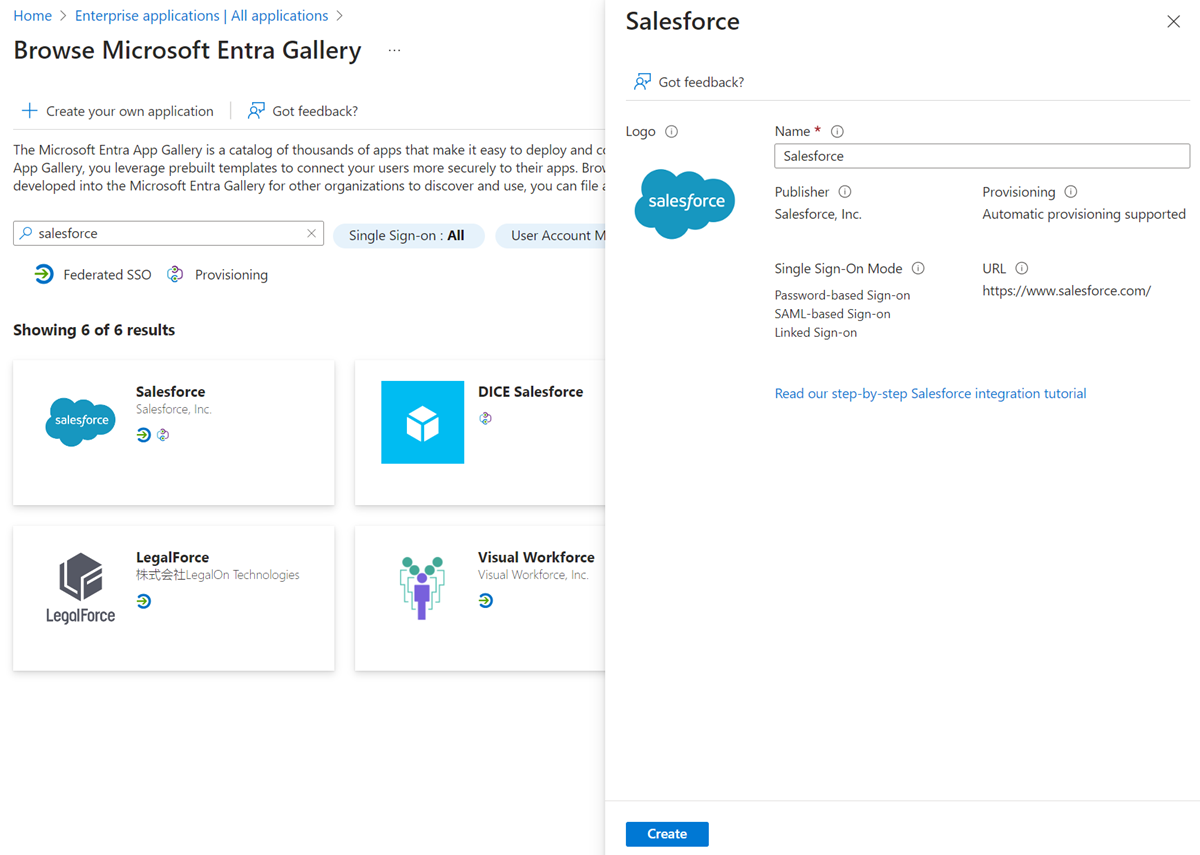 Home > Enterprise applications | All applications >
Browse Microsoft Entra Gallery ...
+ Create your own application | Got feedback?
The Microsoft Entra App Gallery is a catalog of thousands of apps that make it easy to deploy and
App Gallery, you leverage prebuilt templates to connect your users more securely to their apps.
developed into the Microsoft Entra Gallery for other organizations to discover and use, you can file
salesforce
Single Sign-on : All
User Account M
Federated SSO
Provisioning
Showing 6 of 6 results
salesforce
Salesforce
Salesforce, Inc.
DICE Salesforce
LegalForce
LegalForce
株式会社LegalOn Technologies
Visual Workforce
Visual Workforce, Inc.
Salesforce
Got feedback?
Logo
salesforce
Name *
Salesforce
Publisher
Salesforce, Inc.
Provisioning
Automatic provisioning supported
Single Sign-On Mode
Password-based Sign-on
SAML-based Sign-on
Linked Sign-on
URL
https://www.salesforce.com/
Read our step-by-step Salesforce integration tutorial
Create